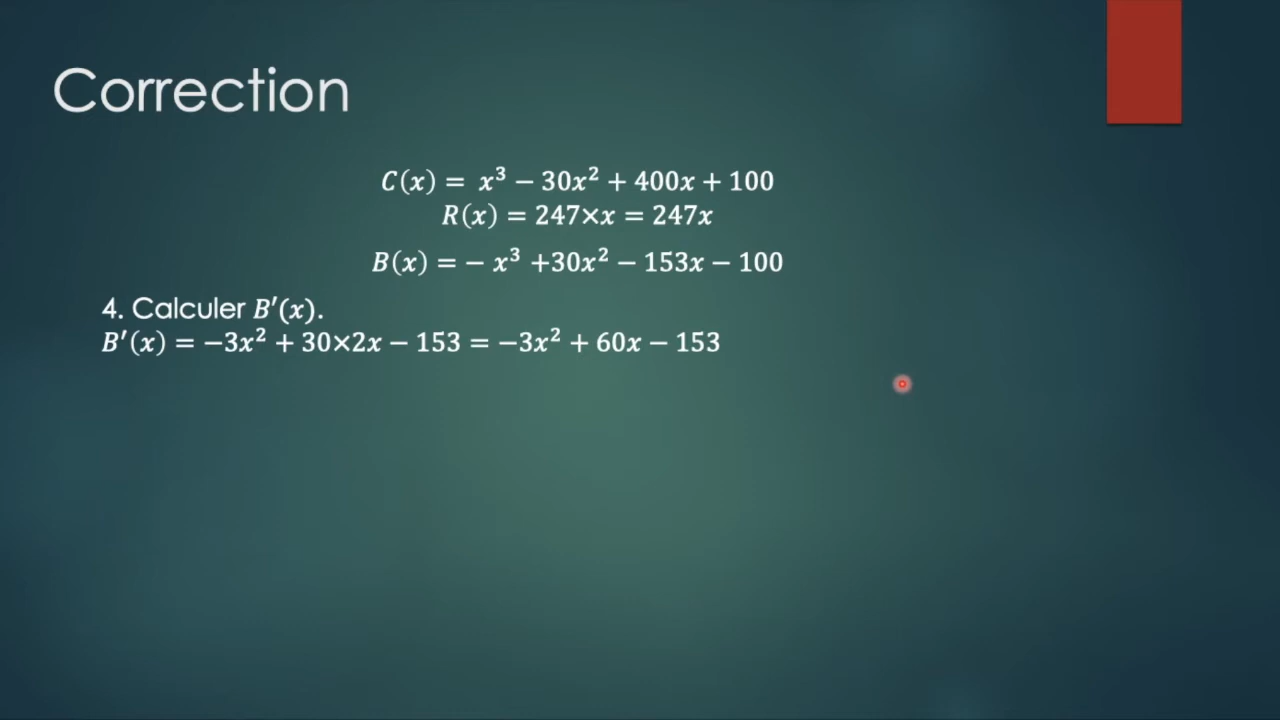 Correction
C(x) = x³ − 30x² + 400x + 100
R(x) = 247×x = 247x
B(x) = − x³ +30x² − 153x − 100
4. Calculer B′(x).
B′(x) = −3x² + 30×2x − 153 = −3x² + 60x − 153